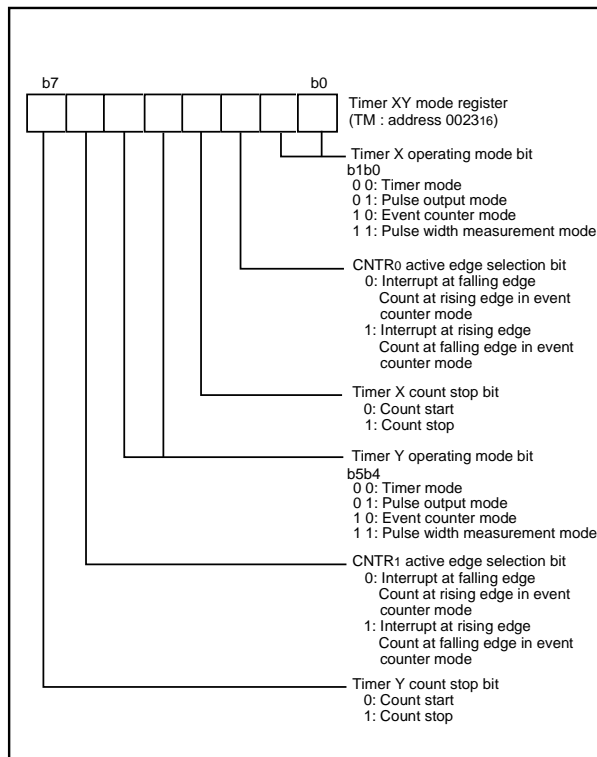 b7 b0
Timer XY mode register
(TM : address 002316)
Timer X operating mode bit
b1b0
0 0: Timer mode
0 1: Pulse output mode
1 0: Event counter mode
1 1: Pulse width measurement mode
CNTR0 active edge selection bit
0: Interrupt at falling edge
Count at rising edge in event
counter mode
1: Interrupt at rising edge
Count at falling edge in event
counter mode
Timer X count stop bit
0: Count start
1: Count stop
Timer Y operating mode bit
b5b4
0 0: Timer mode
0 1: Pulse output mode
1 0: Event counter mode
1 1: Pulse width measurement mode
CNTR1 active edge selection bit
0: Interrupt at falling edge
Count at rising edge in event
counter mode
1: Interrupt at rising edge
Count at falling edge in event
counter mode
Timer Y count stop bit
0: Count start
1: Count stop